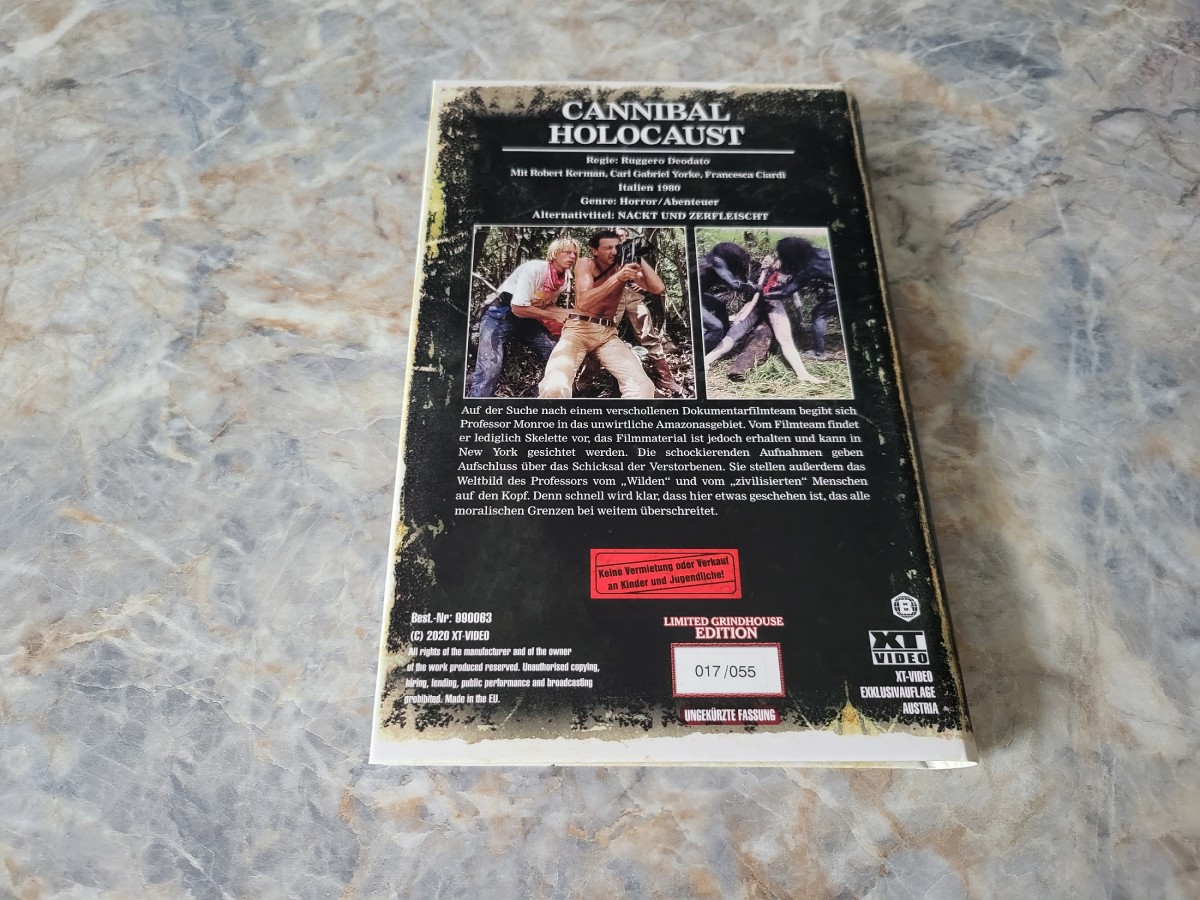 CANNIBAL
HOLOCAUST
Regie: Ruggero Deodato
Mit Robert Kerman, Carl Gabriel Yorke, Francesca Ciardi
Italien 1980
Genre: Horror/Abenteuer
Alternativtitel: NACKT UND ZERFLEISCHT
Auf der Suche nach einem verschollenen Dokumentarfilmteam begibt sich
Professor Monroe in das unwirtliche Amazonasgebiet. Vom Filmteam findet
er lediglich Skelette vor, das Filmmaterial ist jedoch erhalten und kann in
New York gesichtet werden. Die schockierenden Aufnahmen geben
Aufschluss über das Schicksal der Verstorbenen. Sie stellen außerdem das
Weltbild des Professors vom „Wilden“ und vom „zivilisierten“ Menschen
auf den Kopf. Denn schnell wird klar, dass hier etwas geschehen ist, das alle
moralischen Grenzen bei weitem überschreitet.
Keine Vermietung oder Verkauf
an Kinder und Jugendliche!
Best.-Nr: 990063
(C) 2020 XT-VIDEO
All rights of the manufacturer and of the owner
of the work produced reserved. Unauthorised copying,
hiring, lending, public performance and broadcasting
prohibited. Made in the EU.
LIMITED GRINDHOUSE
EDITION
017/055
UNGEKÜRZTE FASSUNG
B
XT
VIDEO
XT-VIDEO
EXKLUSIVAUFLAGE
AUSTRIA